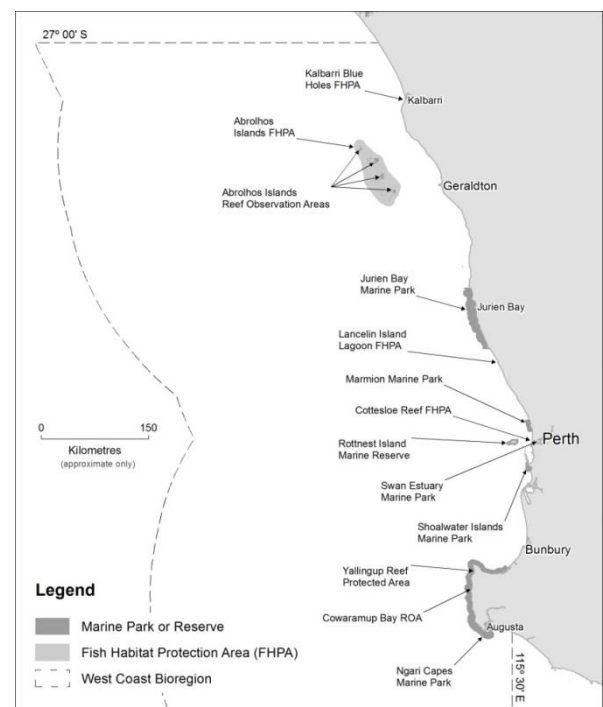 27° 00' S
Kalbarri Blue
Holes FHPA
Kalbarri
Abrolhos
Islands FHPA
Abrolhos Islands
Reef Observation Areas
Geraldton
Jurien Bay
Marine Park
Jurien Bay
Lancelin Island
Lagoon FHPA
Marmion Marine Park
Cottesloe Reef FHPA
Perth
Rottnest Island
Marine Reserve
Swan Estuary
Marine Park
Shoalwater Islands
Marine Park
Bunbury
Yallingup Reef
Protected Area
Cowaramup Bay ROA
Augusta
Ngari Capes
Marine Park
115° 30' E
0 150
Kilometres
(approximate only)
Legend
Marine Park or Reserve
Fish Habitat Protection Area (FHPA)
West Coast Bioregion